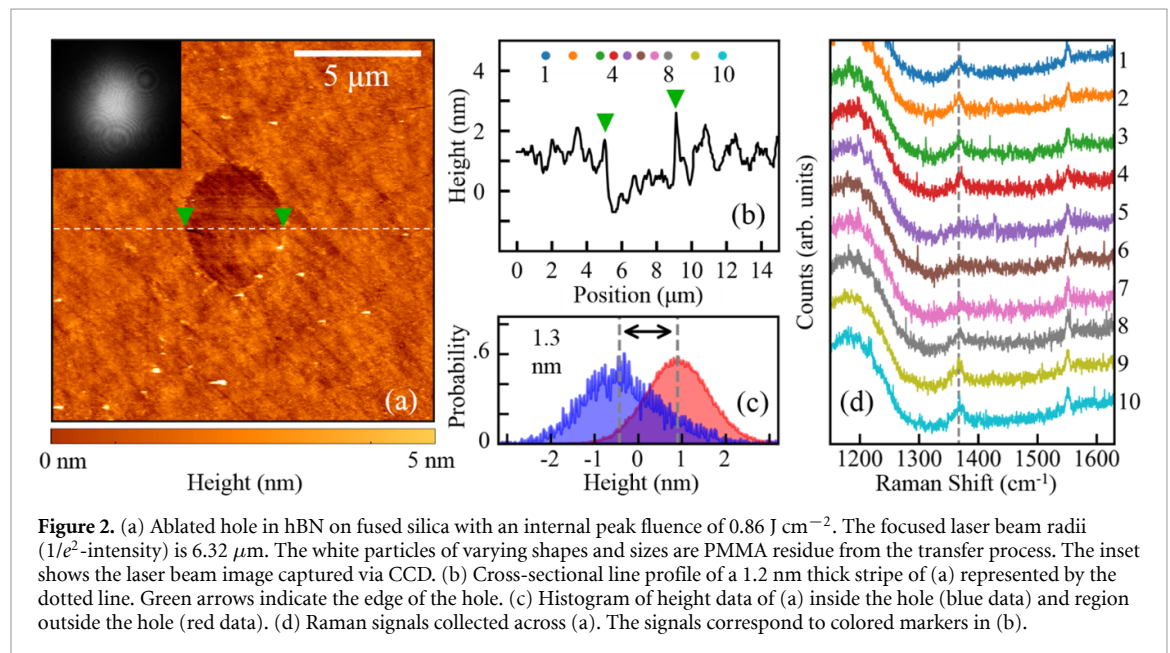 5 μm
(a)
0 nm
5 nm
Height (nm)
1
4
8
10
4
2
0
Height (nm)
(b)
0 2 4 6 8 10 12 14
Position (μm)
1.3
nm
.6
0
Probability
(c)
-2 -1 0 1 2
Height (nm)
Counts (arb. units)
1
2
3
4
5
6
7
8
9
10
(d)
1200 1300 1400 1500 1600
Raman Shift (cm⁻¹)
Figure 2. (a) Ablated hole in hBN on fused silica with an internal peak fluence of 0.86 J cm⁻². The focused laser beam radii
(1/e²-intensity) is 6.32 μm. The white particles of varying shapes and sizes are PMMA residue from the transfer process. The inset
shows the laser beam image captured via CCD. (b) Cross-sectional line profile of a 1.2 nm thick stripe of (a) represented by the
dotted line. Green arrows indicate the edge of the hole. (c) Histogram of height data of (a) inside the hole (blue data) and region
outside the hole (red data). (d) Raman signals collected across (a). The signals correspond to colored markers in (b).